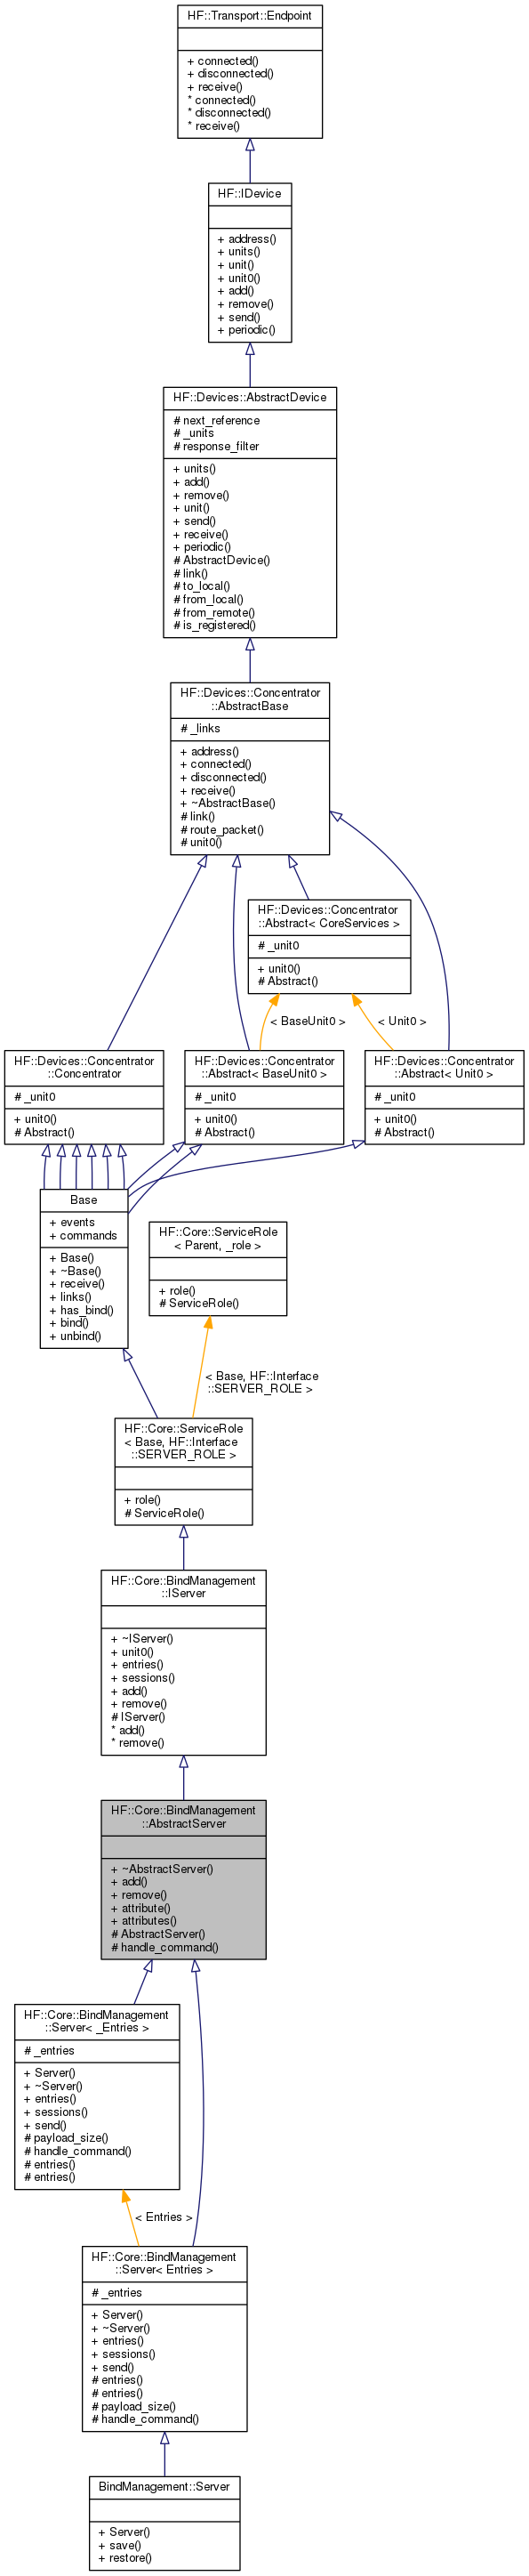 HF::Transport::Endpoint
+ connected()
+ disconnected()
+ receive()
* connected()
* disconnected()
* receive()
HF::IDevice
+ address()
+ units()
+ unit()
+ unit0()
+ add()
+ remove()
+ send()
+ periodic()
HF::Devices::AbstractDevice
# next_reference
# _units
# response_filter
+ units()
+ add()
+ remove()
+ unit()
+ send()
+ receive()
+ periodic()
# AbstractDevice()
# link()
# to_local()
# from_local()
# from_remote()
# is_registered()
HF::Devices::Concentrator
::AbstractBase
# _links
+ address()
+ connected()
+ disconnected()
+ receive()
+ ~AbstractBase()
# link()
# route_packet()
# unit0()
HF::Devices::Concentrator
::Abstract< CoreServices >
# _unit0
+ unit0()
# Abstract()
< BaseUnit0 >
< Unit0 >
HF::Devices::Concentrator
::Concentrator
# _unit0
+ unit0()
# Abstract()
HF::Devices::Concentrator
::Abstract< BaseUnit0 >
# _unit0
+ unit0()
# Abstract()
HF::Devices::Concentrator
::Abstract< Unit0 >
# _unit0
+ unit0()
# Abstract()
Base
+ events
+ commands
+ Base()
+ ~Base()
+ receive()
+ links()
+ has_bind()
+ bind()
+ unbind()
HF::Core::ServiceRole
< Parent, _role >
+ role()
# ServiceRole()
< Base, HF::Interface
::SERVER_ROLE >
HF::Core::ServiceRole
< Base, HF::Interface
::SERVER_ROLE >
+ role()
# ServiceRole()
HF::Core::BindManagement
::IServer
+ ~IServer()
+ unit0()
+ entries()
+ sessions()
+ add()
+ remove()
# IServer()
* add()
* remove()
HF::Core::BindManagement
::AbstractServer
+ ~AbstractServer()
+ add()
+ remove()
+ attribute()
+ attributes()
# AbstractServer()
# handle_command()
HF::Core::BindManagement
::Server< _Entries >
# _entries
+ Server()
+ ~Server()
+ entries()
+ sessions()
+ send()
# payload_size()
# handle_command()
# entries()
# entries()
< Entries >
HF::Core::BindManagement
::Server< Entries >
# _entries
+ Server()
+ ~Server()
+ entries()
+ sessions()
+ send()
# entries()
# entries()
# payload_size()
# handle_command()
BindManagement::Server
+ Server()
+ save()
+ restore()